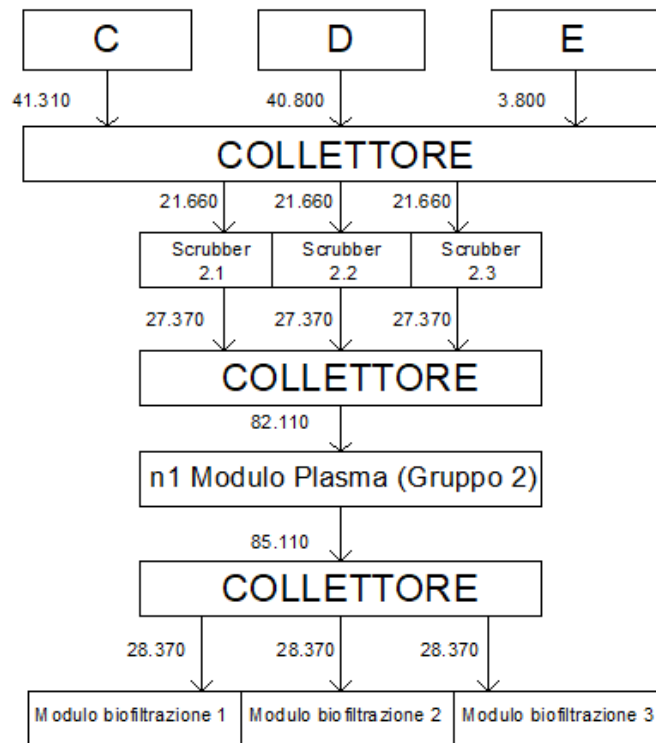 C D E
41.310 40.800 3.800
COLLETTORE
21.660 21.660 21.660
Scrubber 2.1 Scrubber 2.2 Scrubber 2.3
27.370 27.370 27.370
COLLETTORE
82.110
n1 Modulo Plasma (Gruppo 2)
85.110
COLLETTORE
28.370 28.370 28.370
Modulo biofiltrazione 1 Modulo biofiltrazione 2 Modulo biofiltrazione 3